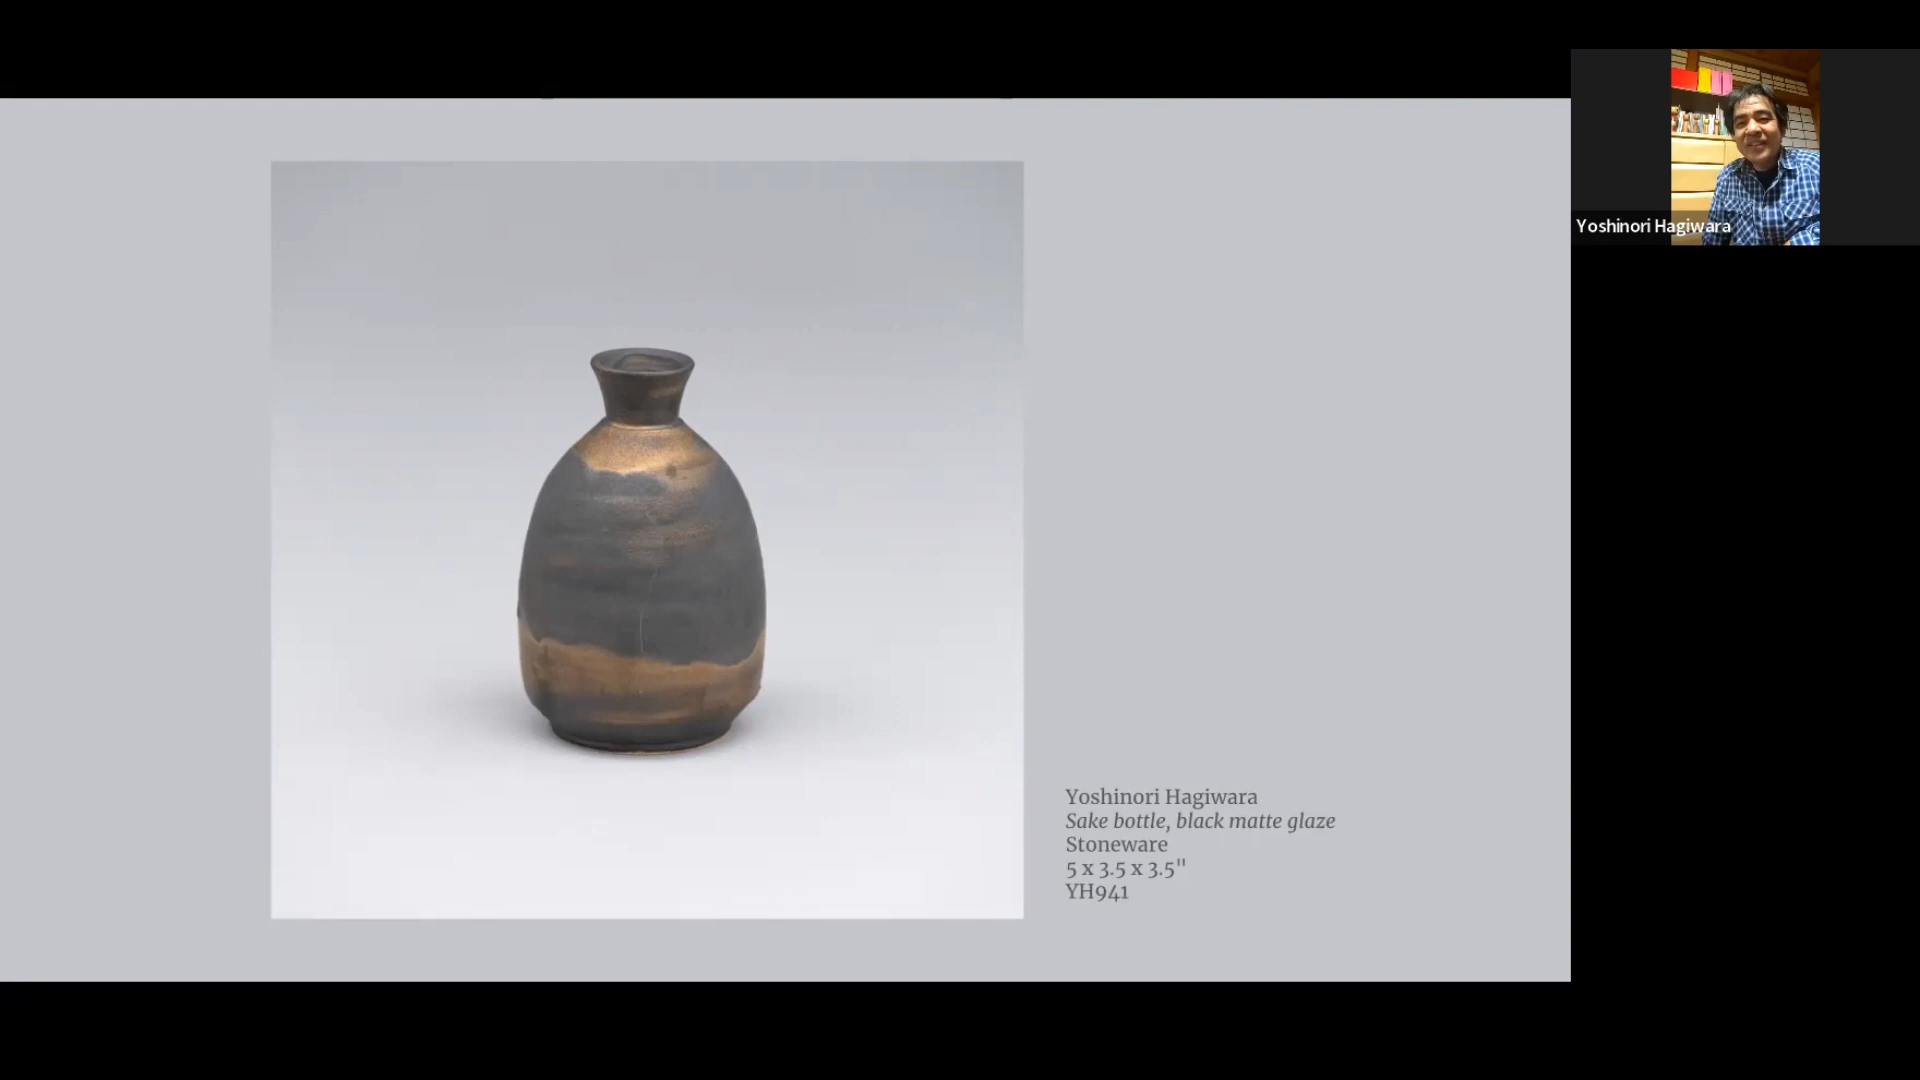 Yoshinori Hagiwara
Yoshinori Hagiwara
Sake bottle, black matte glaze
Stoneware
5 x 3.5 x 3.5"
YH941